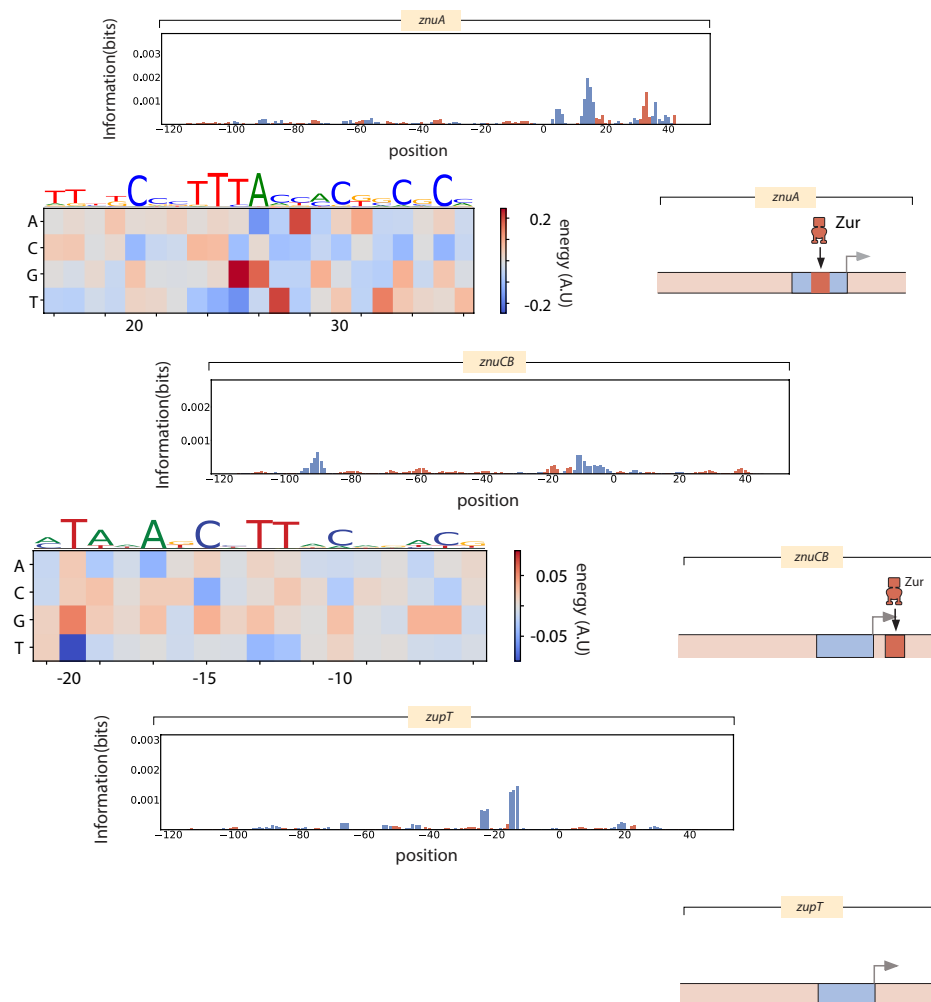 znuA
Information(bits)
0.003
0.002
0.001
−120 −100 −80 −60 −40 −20 0 20 40
position
A
C
G
T
20 30
0.2
-0.2
energy (A.U)
znuA
Zur
znuCB
Information(bits)
0.002
0.001
−120 −100 −80 −60 −40 −20 0 20 40
position
A
C
G
T
-20 -15 -10
0.05
-0.05
energy (A.U)
znuCB
Zur
zupT
Information(bits)
0.003
0.002
0.001
−120 −100 −80 −60 −40 −20 0 20 40
position
zupT